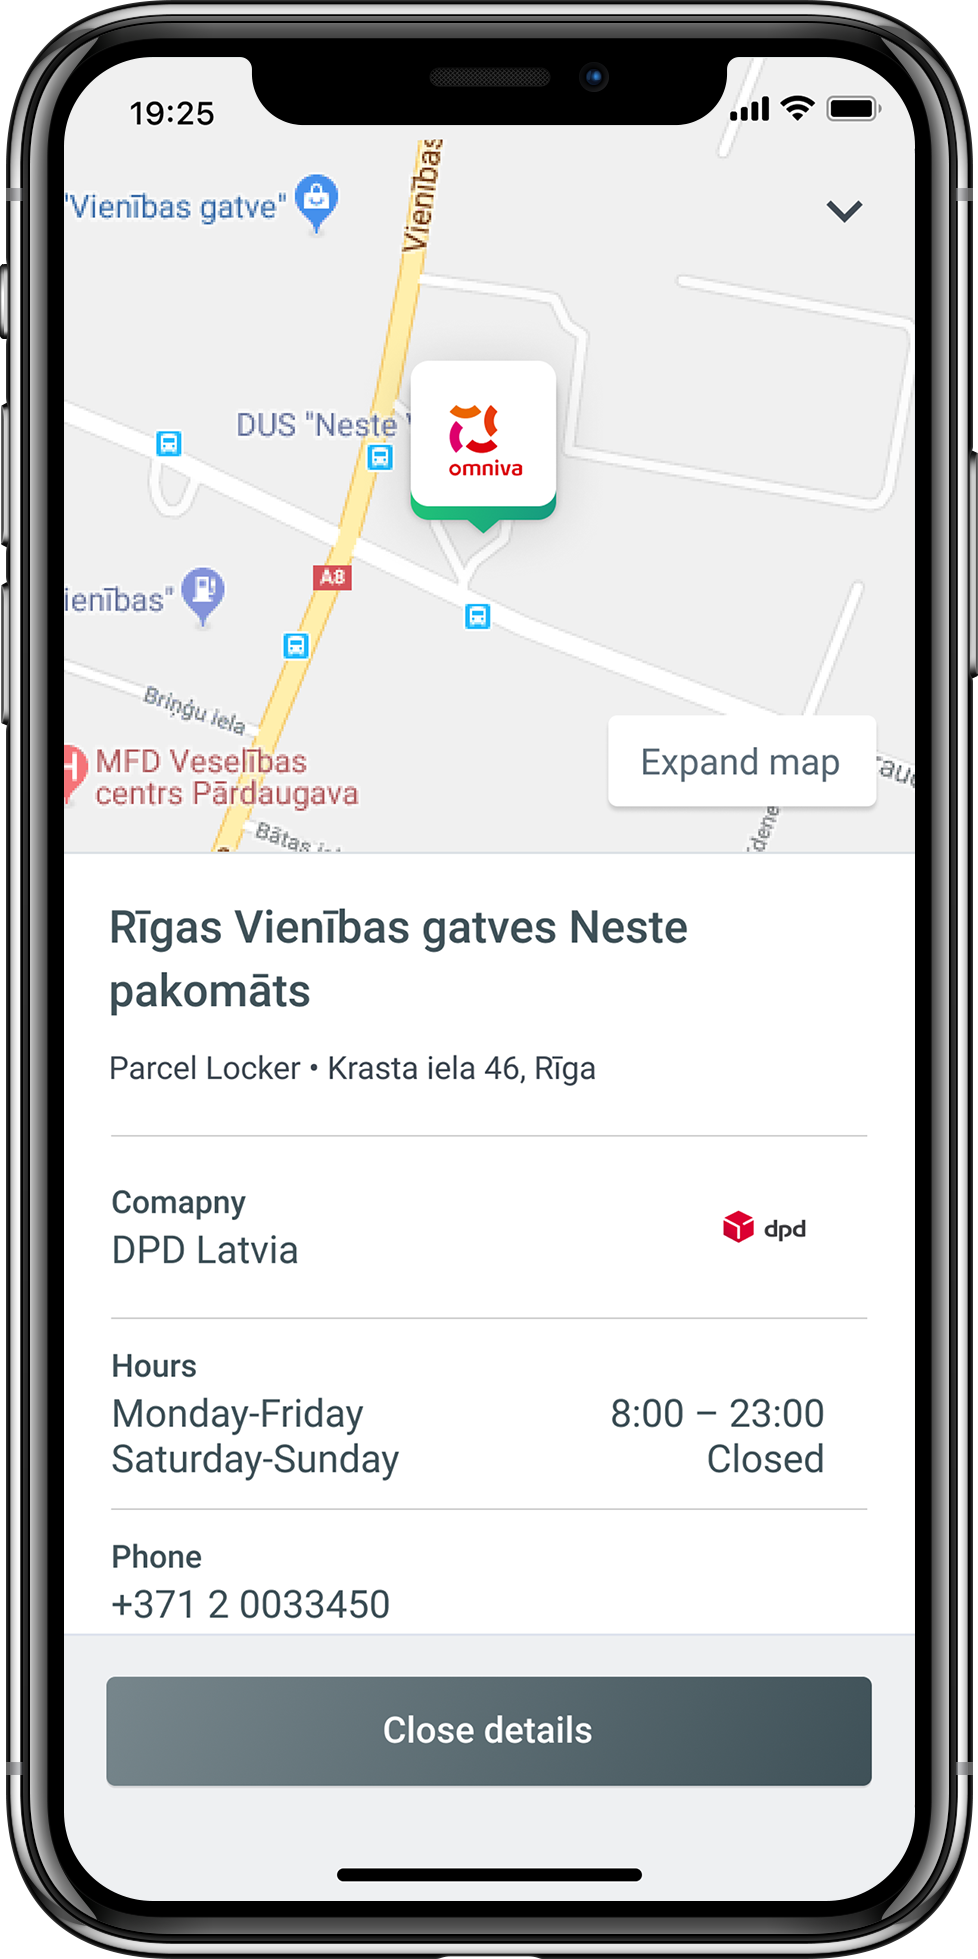 19:25
Vienības
"Vienības gatve"
DUS "Neste
omniva
A8
ienības"
Briņģu iela
MFD Veselības
centrs Pārdaugava
Expand map
Bātas
Rīgas Vienības gatves Neste
pakomāts
Parcel Locker • Krasta iela 46, Rīga
Comapny
DPD Latvia
dpd
Hours
Monday-Friday 8:00 – 23:00
Saturday-Sunday Closed
Phone
+371 2 0033450
Close details